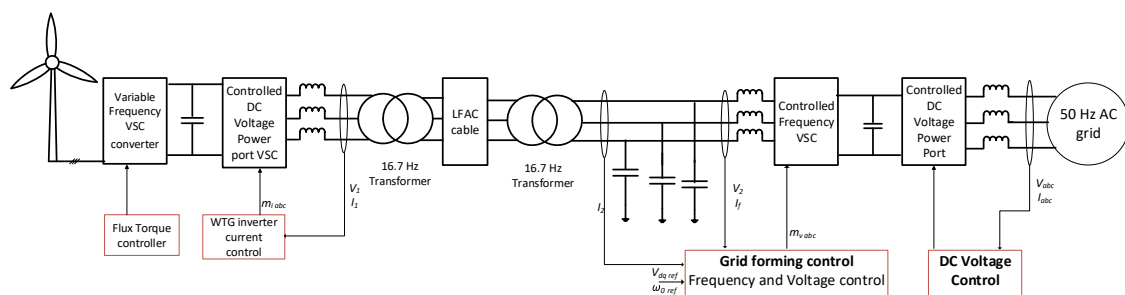 Variable
Frequency
VSC
converter
Controlled
DC
Voltage
Power
port VSC
16.7 Hz
Transformer
LFAC
cable
16.7 Hz
Transformer
Controlled
Frequency
VSC
Controlled
DC
Voltage
Power
Port
50 Hz AC
grid
V1
I1
I2
V2
If
Vabc
Iabc
mi abc
mv abc
Flux Torque
controller
WTG inverter
current
control
Vdq ref
ω0 ref
Grid forming control
Frequency and Voltage control
DC Voltage
Control